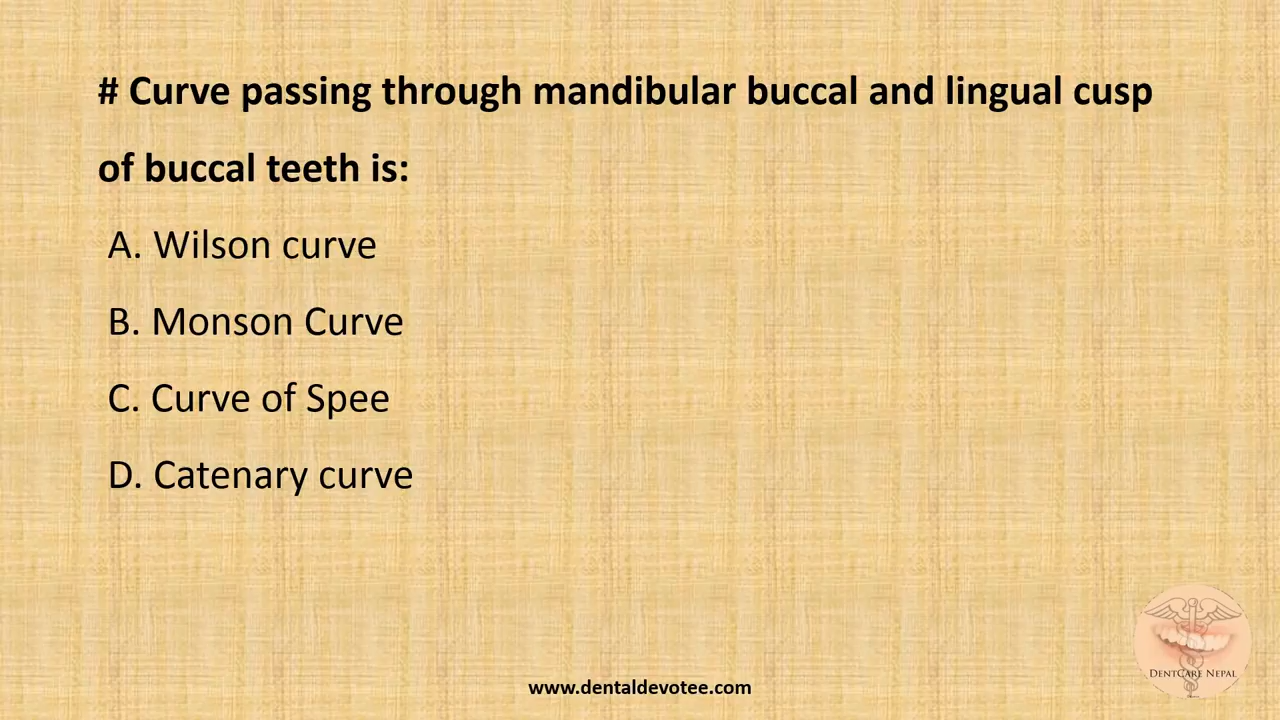 # Curve passing through mandibular buccal and lingual cusp
of buccal teeth is:
A. Wilson curve
B. Monson Curve
C. Curve of Spee
D. Catenary curve
DentCare Nepal
www.dentaldevotee.com